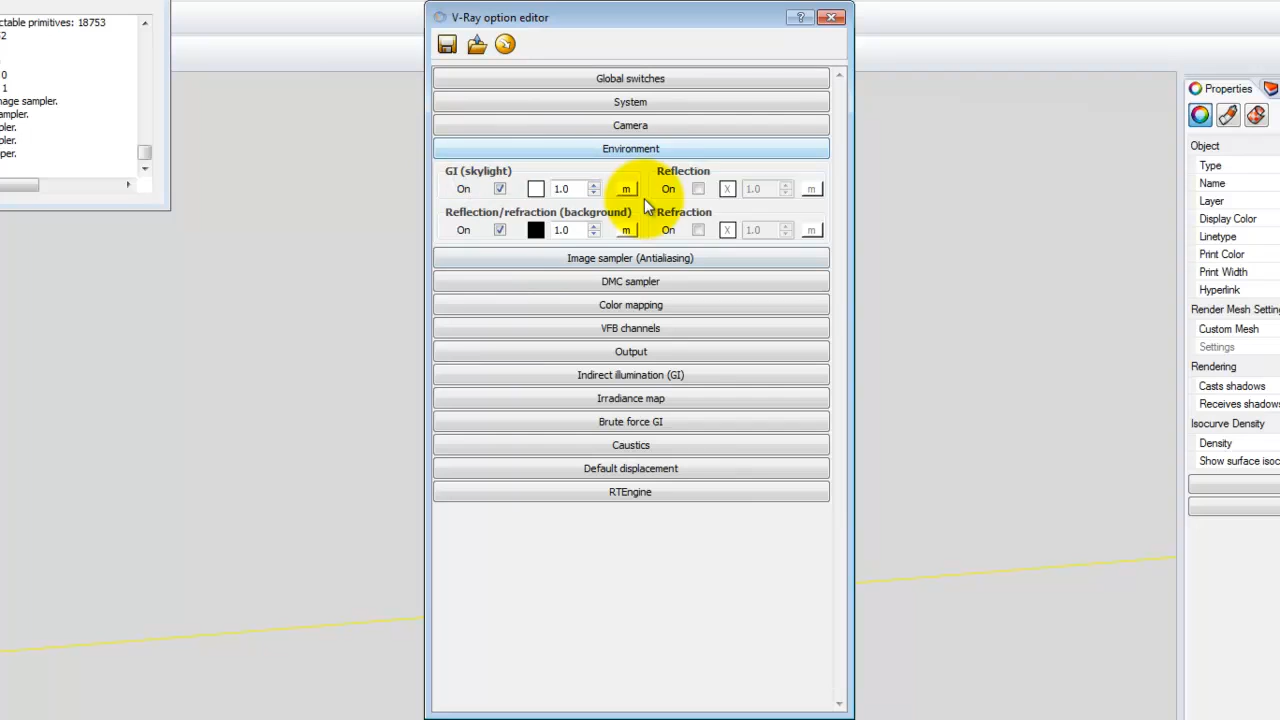 ctable primitives: 18753
2
0
1
mage sampler.
ampler.
pler.
pler.
per.
V-Ray option editor
?
Global switches
System
Camera
Environment
GI (skylight)
Reflection
On 1.0 m
On X 1.0 m
Reflection/refraction (background)
Refraction
On 1.0 m
On X 1.0 m
Image sampler (Antialiasing)
DMC sampler
Color mapping
VFB channels
Output
Indirect illumination (GI)
Irradiance map
Brute force GI
Caustics
Default displacement
RTEngine
Properties
Object
Type
Name
Layer
Display Color
Linetype
Print Color
Print Width
Hyperlink
Render Mesh Setting
Custom Mesh
Settings
Rendering
Casts shadows
Receives shadows
Isocurve Density
Density
Show surface isoc